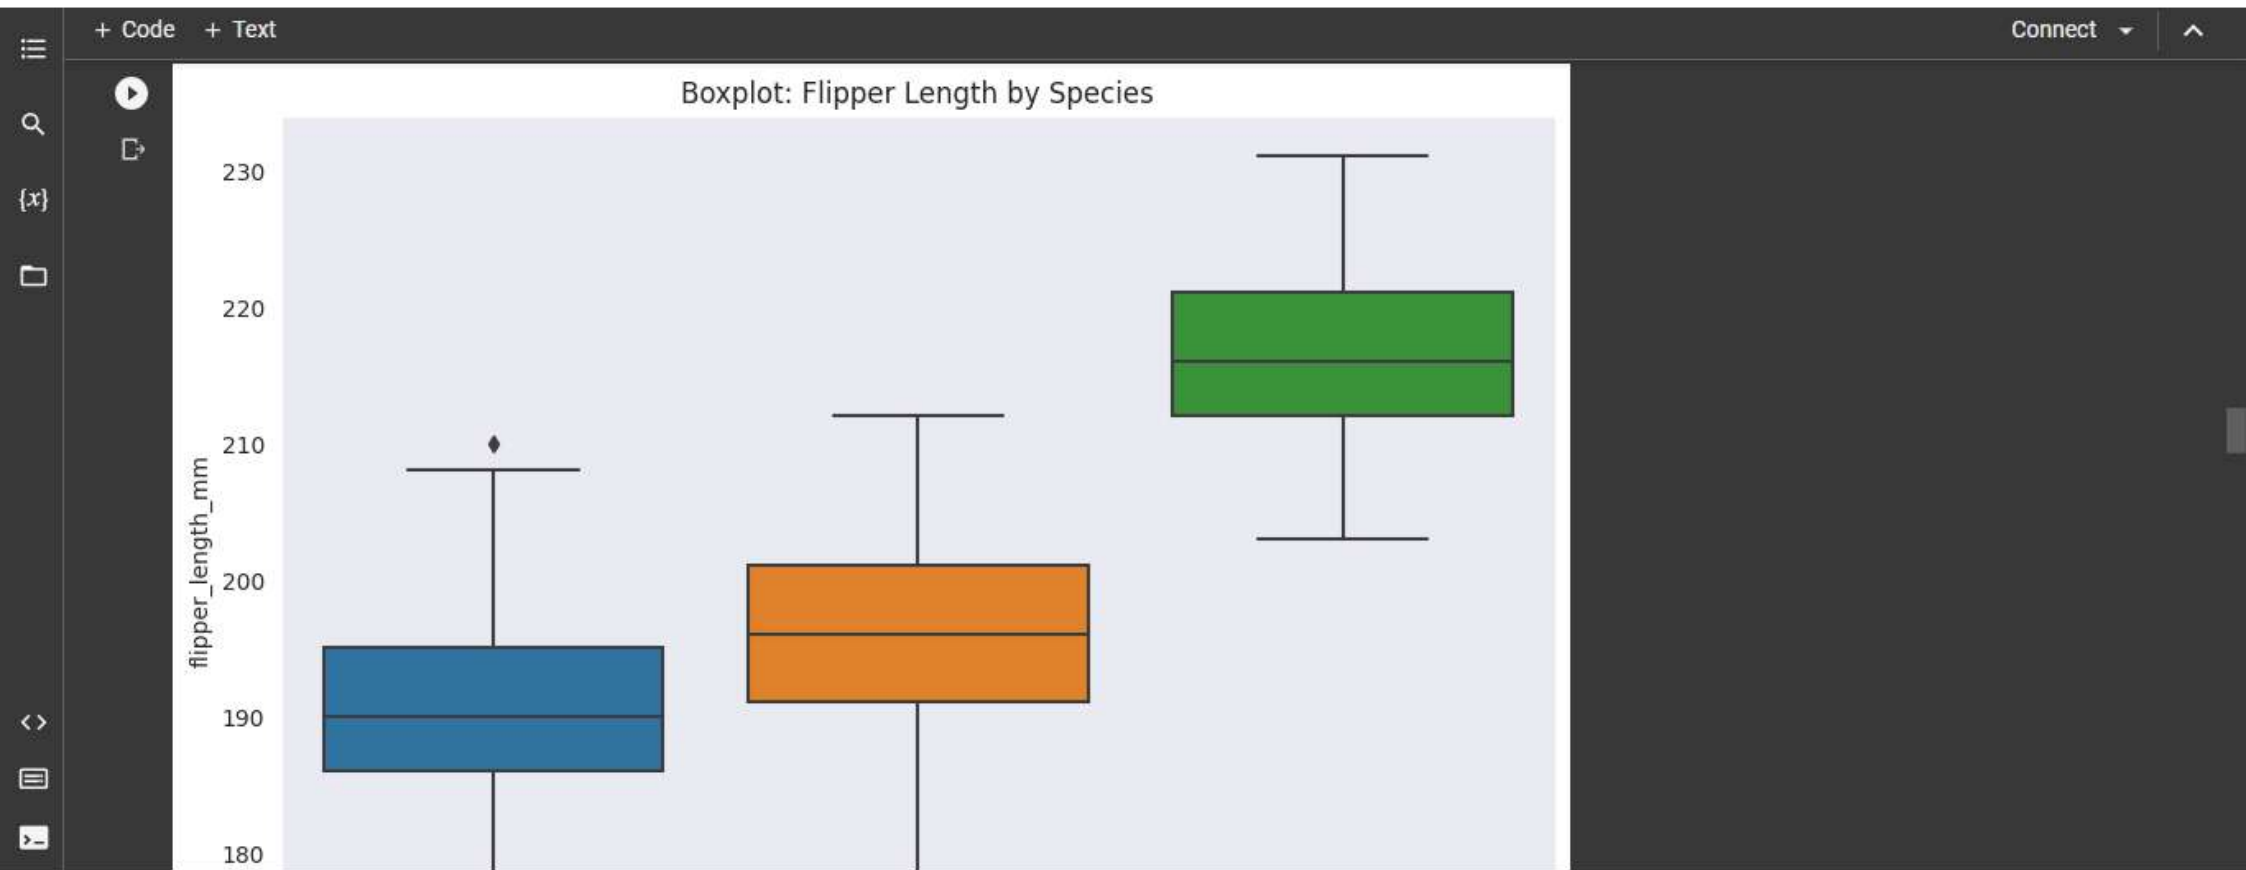 + Code + Text Connect
Boxplot: Flipper Length by Species
{x}
230
220
210
200
190
180
flipper_length_mm